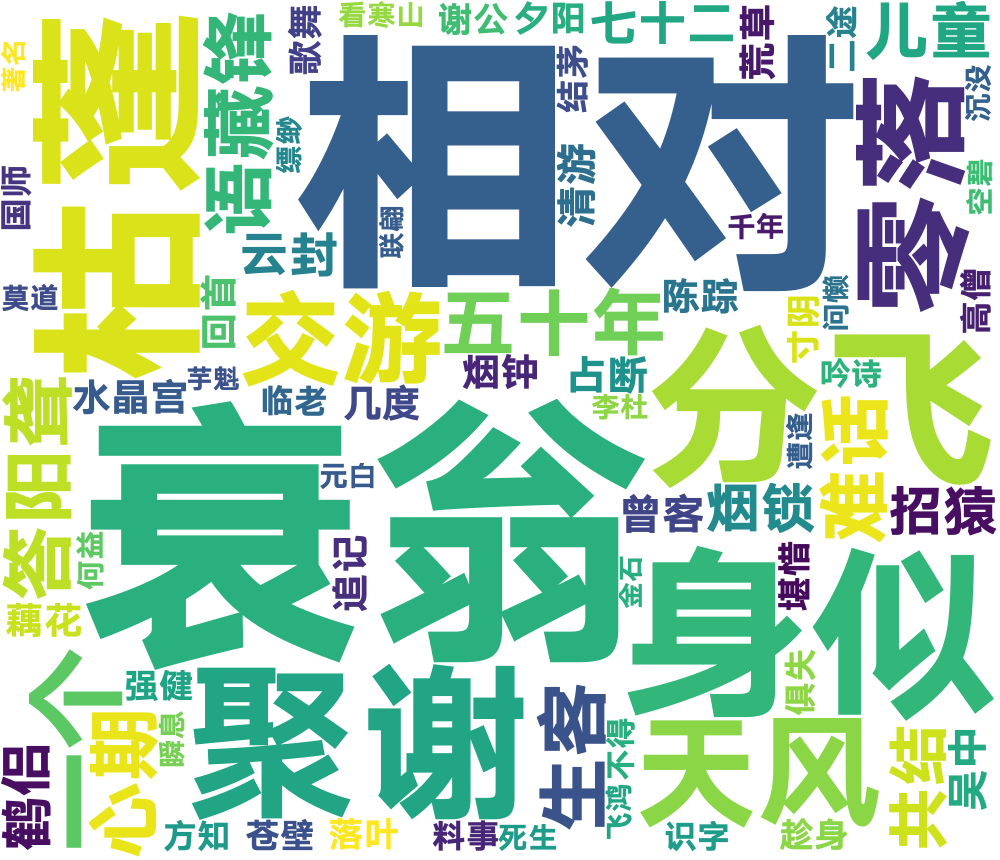 著名
枯蓬
语藏锋
歌舞
缥缈
看寒山
谢公
夕阳
七十二
荒草
二途
儿童
相对
结茅
清游
联翩
千年
零落
沉没
空碧
高僧
国师
莫道
云封
回首
交游
五十年
陈踪
寸阴
问懒
分飞
水晶宫
芋魁
临老
几度
烟钟
占断
李杜
吟诗
答阳聋
衰翁
元白
曾客
烟锁
遭逢
难话
招猿
何益
追记
金石
堪惜
藕花
身似
一个
强健
心期
瞬息
聚谢
生客
飞鸿不得
俱失
天风
共结
吴中
鹤侣
方知
苍壁
落叶
料事
死生
识字
趁身